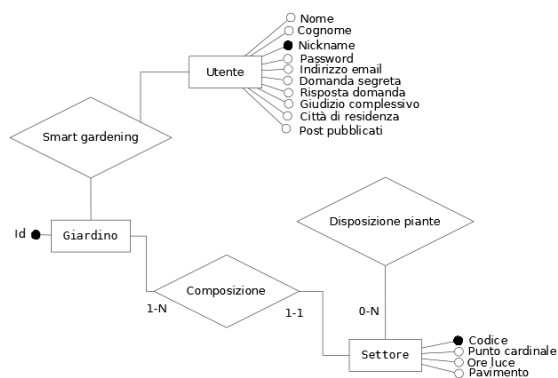 Nome
Cognome
Nickname
Password
Indirizzo email
Domanda segreta
Risposta domanda
Giudizio complessivo
Città di residenza
Post pubblicati
Utente
Smart gardening
Id
Giardino
Disposizione piante
Composizione
1-N
1-1
0-N
Settore
Codice
Punto cardinale
Ore luce
Pavimento